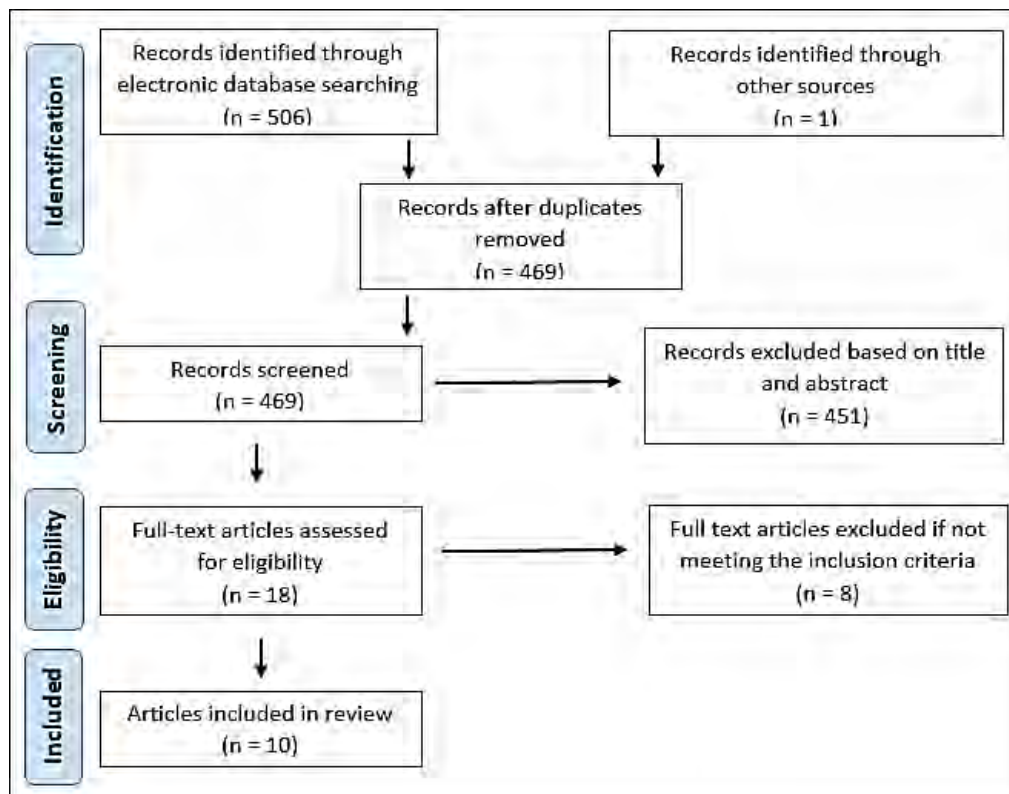 Identification
Records identified through
electronic database searching
(n = 506)
Records identified through
other sources
(n = 1)
Records after duplicates
removed
(n = 469)
Screening
Records screened
(n = 469)
Records excluded based on title
and abstract
(n = 451)
Eligibility
Full-text articles assessed
for eligibility
(n = 18)
Full text articles excluded if not
meeting the inclusion criteria
(n = 8)
Included
Articles included in review
(n = 10)